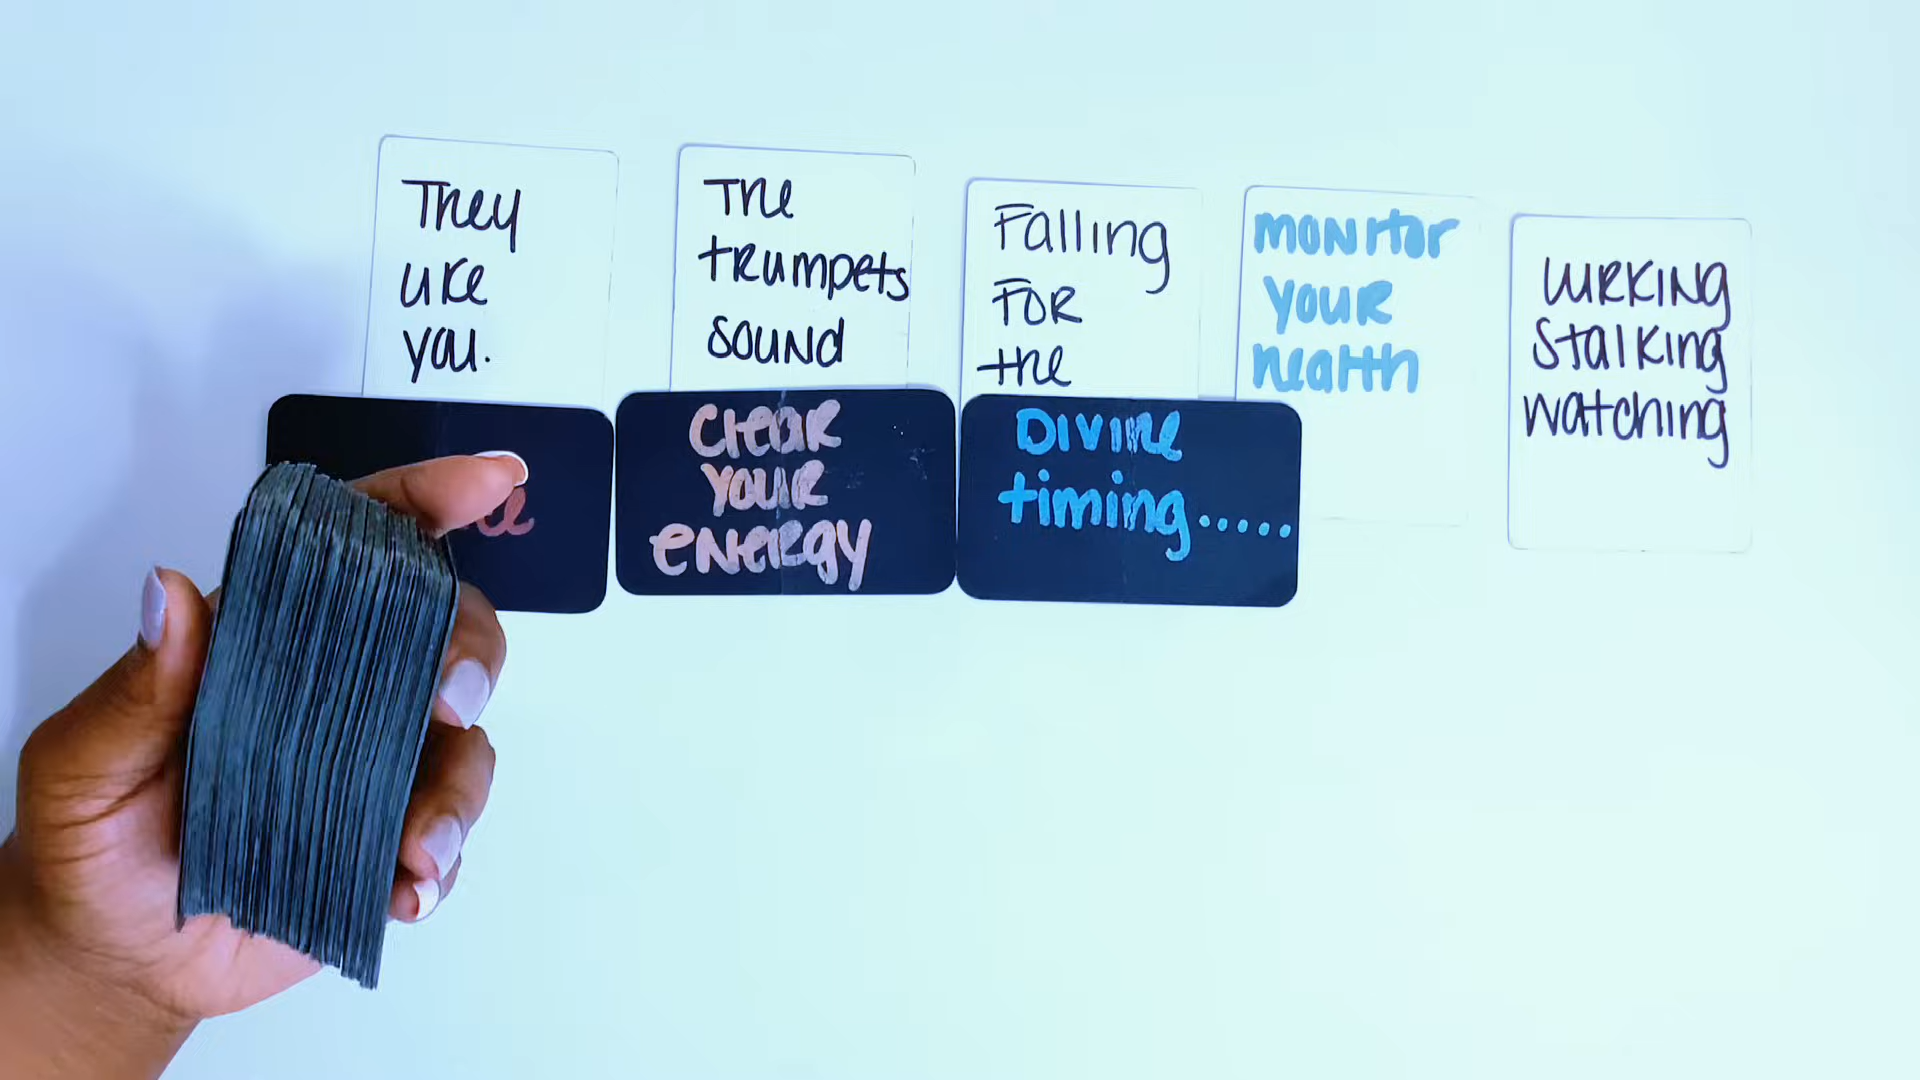 They
like
you.
The
trumpets
sound
Falling
For
the
monitor
your
health
lurking
stalking
watching
Clear
your
energy
Divine
timing.....